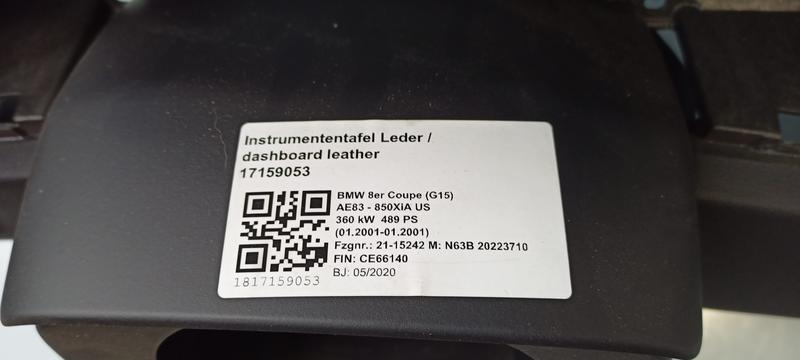 Instrumententafel Leder /
dashboard leather
17159053
BMW 8er Coupe (G15)
AE83 - 850XiA US
360 kW 489 PS
(01.2001-01.2001)
Fzgnr.: 21-15242 M: N63B 20223710
FIN: CE66140
BJ: 05/2020
1817159053